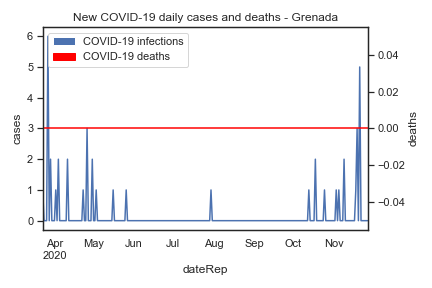 New COVID-19 daily cases and deaths - Grenada
COVID-19 infections
COVID-19 deaths
6
5
4
3
2
1
0
cases
0.04
0.02
0.00
−0.02
−0.04
deaths
Apr May Jun Jul Aug Sep Oct Nov
2020
dateRep